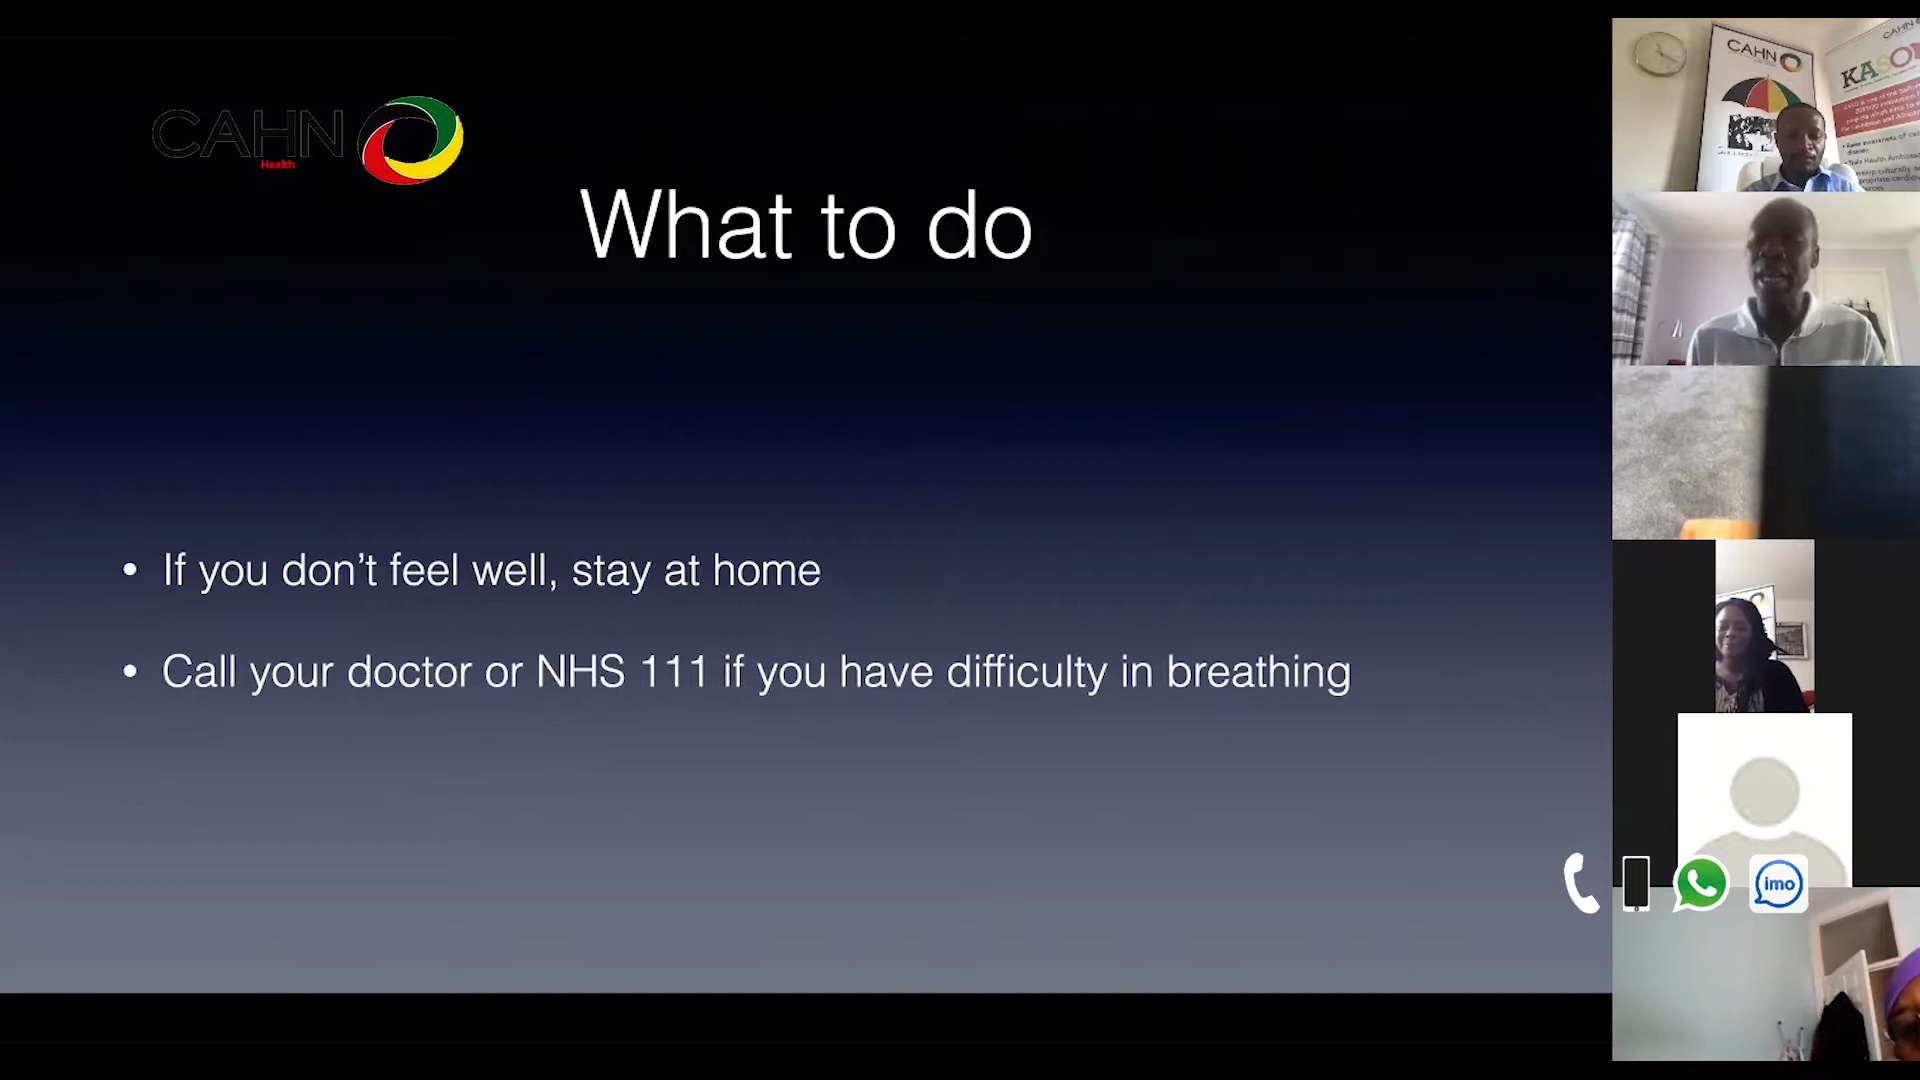 CAHN
Health
What to do
• If you don't feel well, stay at home
• Call your doctor or NHS 111 if you have difficulty in breathing
CAHN
CAHN
KASO
imo